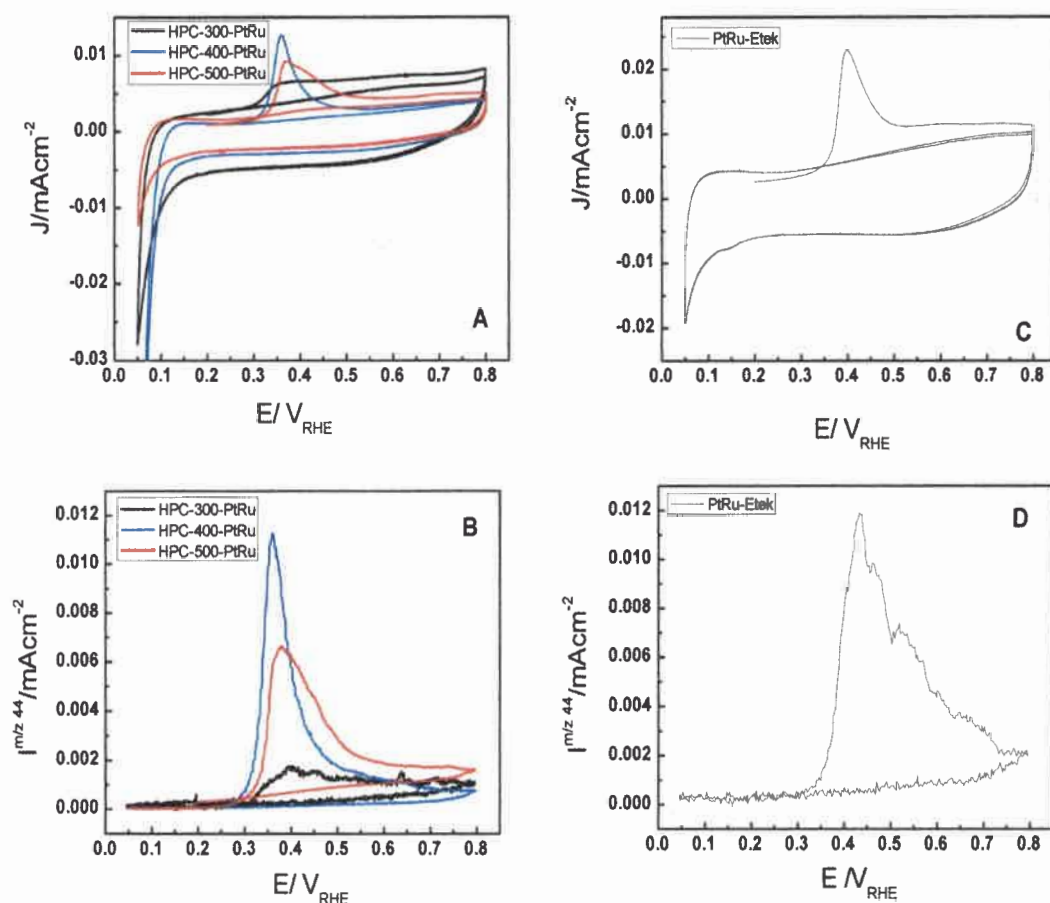 HPC-300-PtRu
HPC-400-PtRu
HPC-500-PtRu
0.01
0.00
-0.01
-0.02
-0.03
J/mAcm-2
A
0.0 0.1 0.2 0.3 0.4 0.5 0.6 0.7 0.8
E/ VRHE
PtRu-Etek
0.02
0.01
0.00
-0.01
-0.02
J/mAcm-2
C
0.0 0.1 0.2 0.3 0.4 0.5 0.6 0.7 0.8
E/ VRHE
HPC-300-PtRu
HPC-400-PtRu
HPC-500-PtRu
B
0.012
0.010
0.008
0.006
0.004
0.002
0.000
I m/z 44/mAcm-2
0.0 0.1 0.2 0.3 0.4 0.5 0.6 0.7 0.8
E/ VRHE
PtRu-Etek
D
0.012
0.010
0.008
0.006
0.004
0.002
0.000
I m/z 44/mAcm-2
0.0 0.1 0.2 0.3 0.4 0.5 0.6 0.7 0.8
E /VRHE